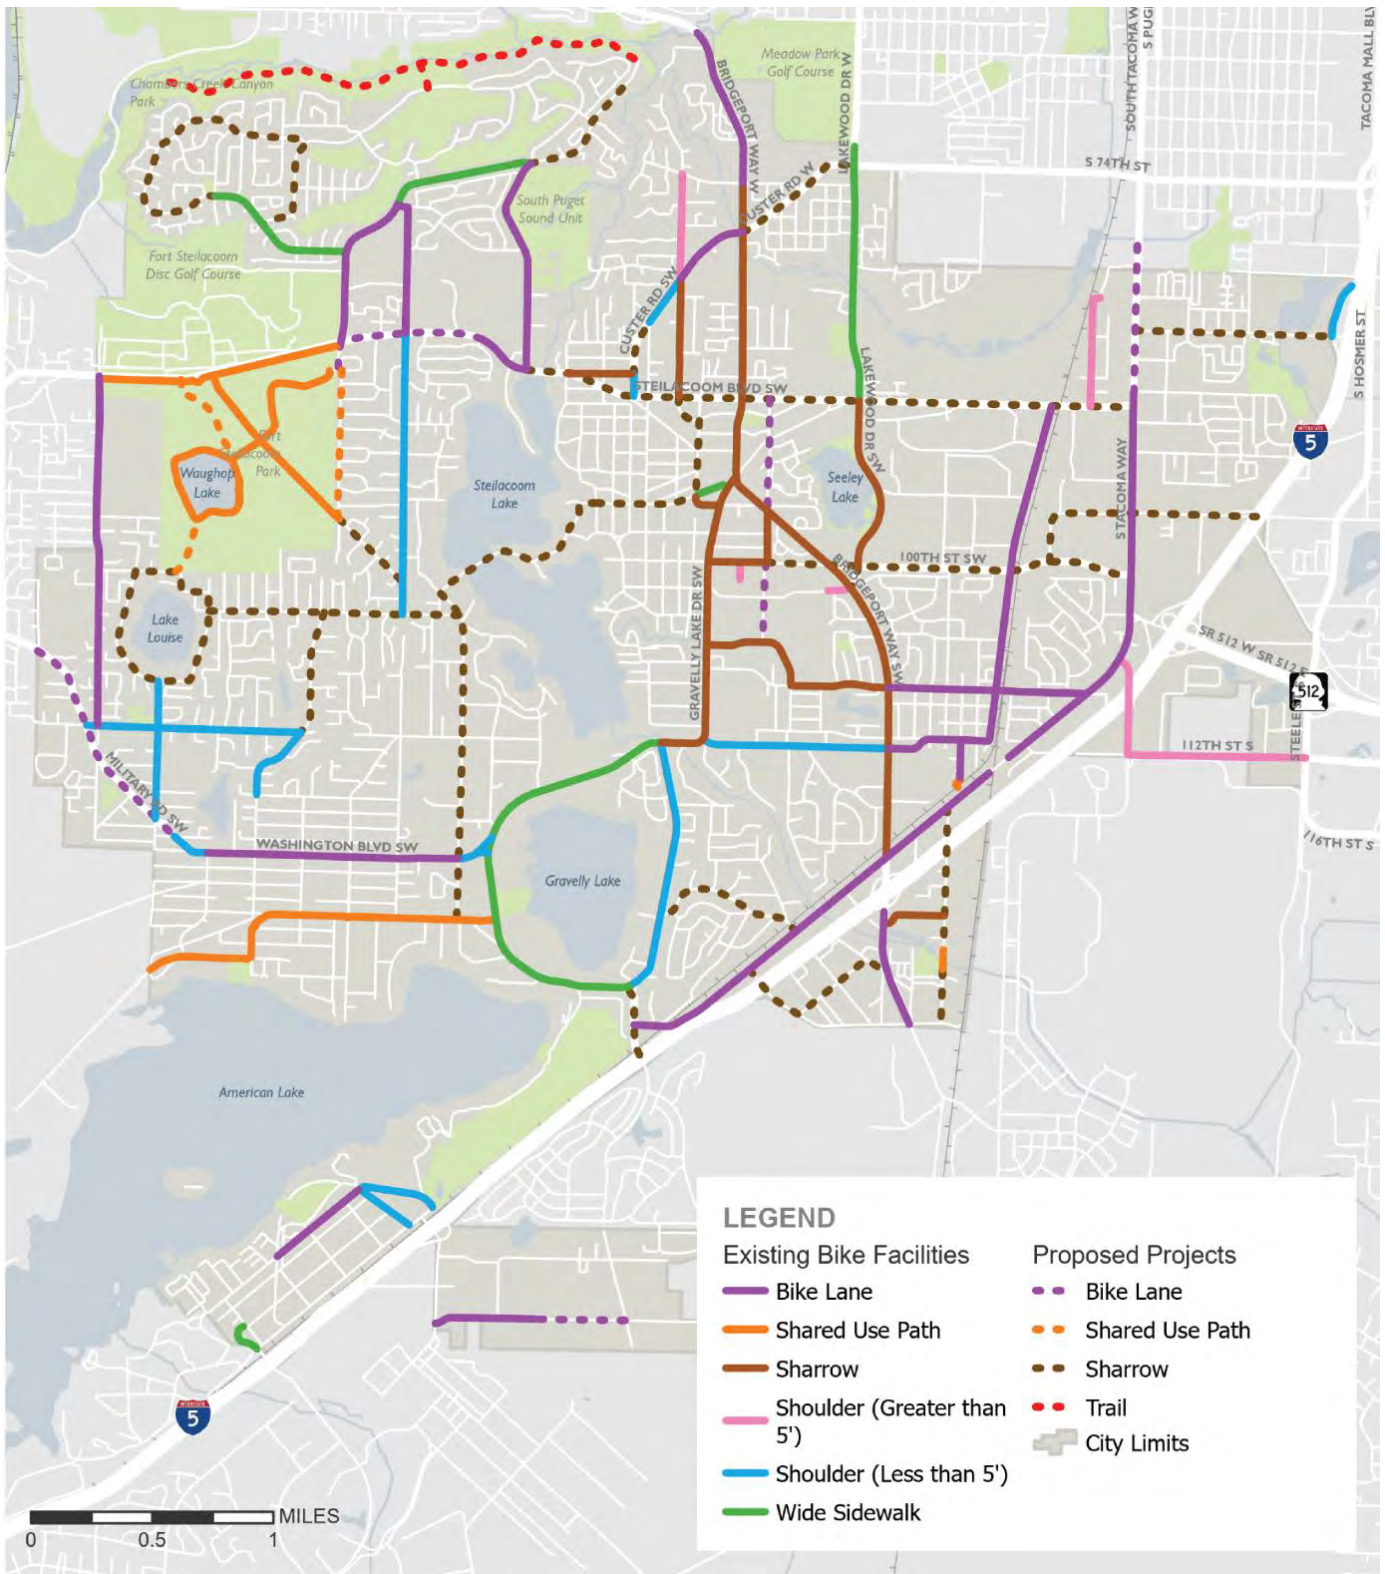 Meadow Park
Golf Course
LAKEWOOD DR W
SOUTH TACOMA W
S PUG
TACOMA MALL BLV
BRIDGEPORT WAY W
Chambers Creek Canyon
Park
S 74TH ST
CUSTER RD W
South Puget
Sound Unit
Fort Steilacoom
Disc Golf Course
CUSTER RD SW
S HOSMER ST
STEILACOOM BLVD SW
LAKEWOOD DR SW
INTERSTATE
5
Fort
Steilacoom
Park
Waughop
Lake
Steilacoom
Lake
Seeley
Lake
S TACOMA WAY
100TH ST SW
BRIDGEPORT WAY SW
GRAVELLY LAKE DR SW
Lake
Louise
SR 512 W SR 512 E
512
STEELE S
112TH ST S
MILITARY RD SW
WASHINGTON BLVD SW
116TH ST S
Gravelly Lake
American Lake
INTERSTATE
5
LEGEND
Existing Bike Facilities
Bike Lane
Shared Use Path
Sharrow
Shoulder (Greater than
5')
Shoulder (Less than 5')
Wide Sidewalk
Proposed Projects
Bike Lane
Shared Use Path
Sharrow
Trail
City Limits
MILES
0 0.5 1